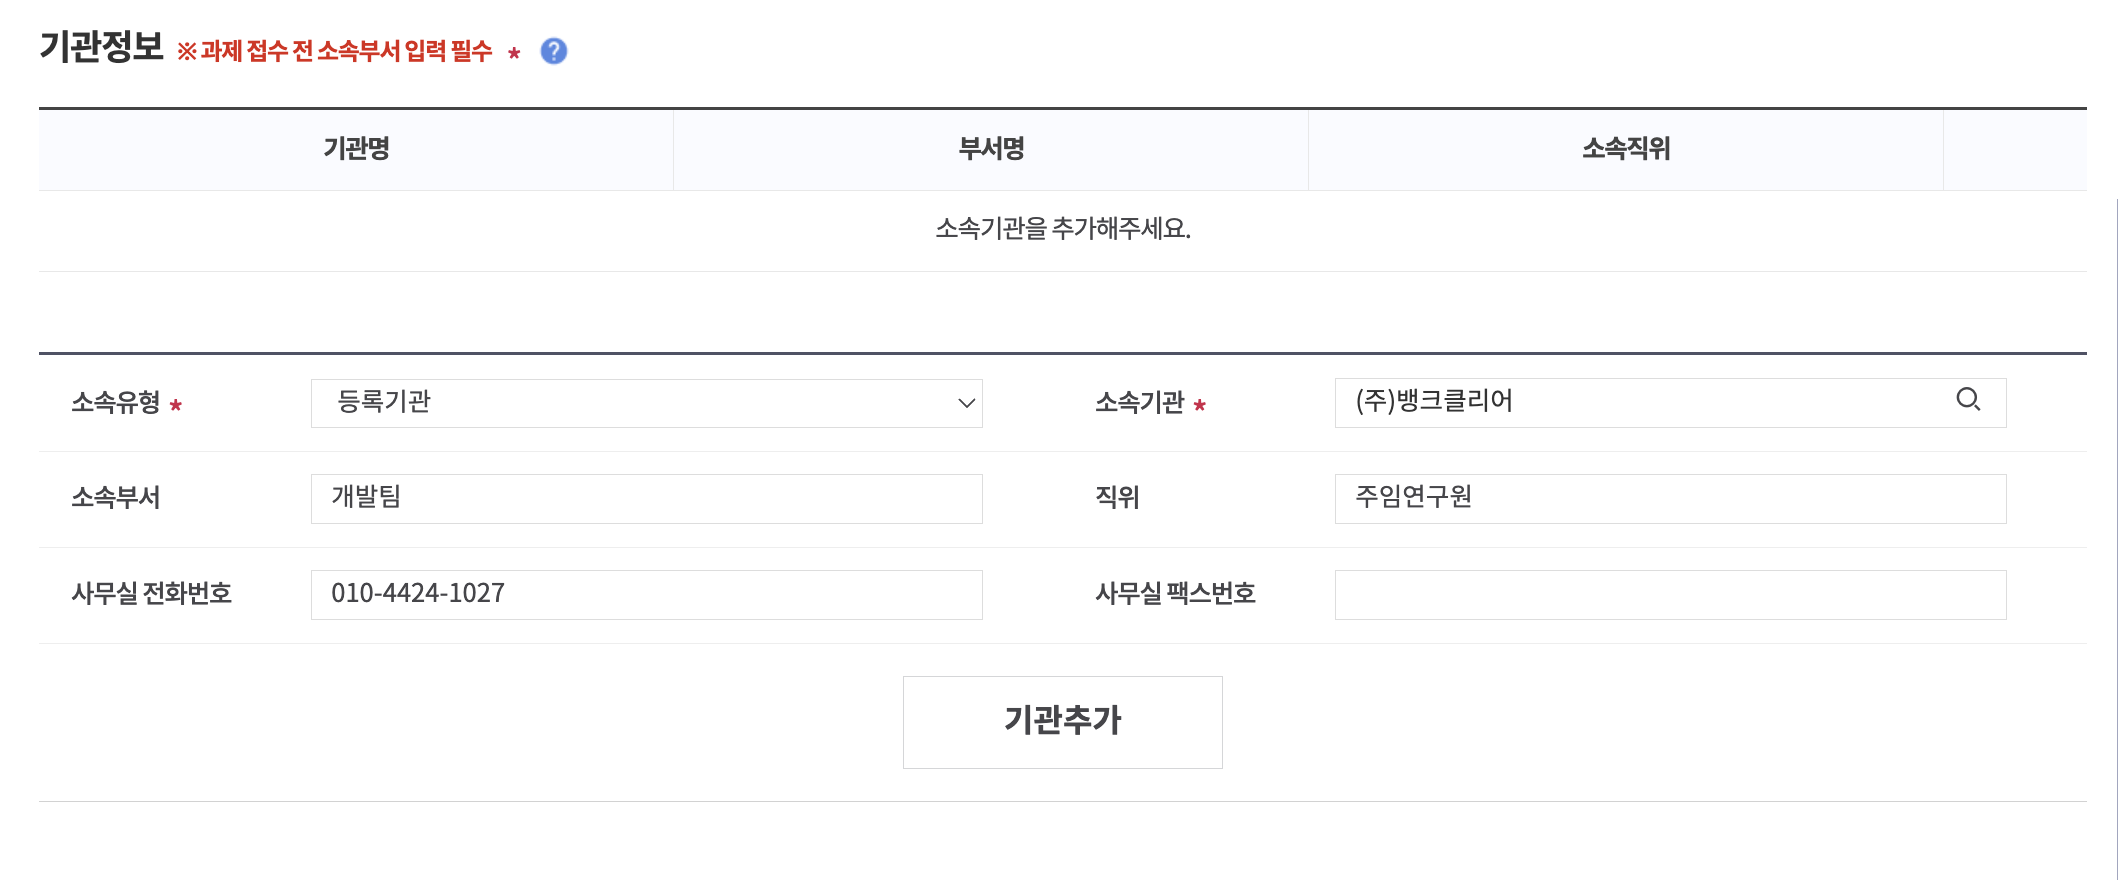 기관정보 ※ 과제 접수 전 소속부서 입력 필수 * ?
기관명 부서명 소속직위
소속기관을 추가해주세요.
소속유형 * 등록기관 소속기관 * (주)뱅크클리어
소속부서 개발팀 직위 주임연구원
사무실 전화번호 010-4424-1027 사무실 팩스번호
기관추가